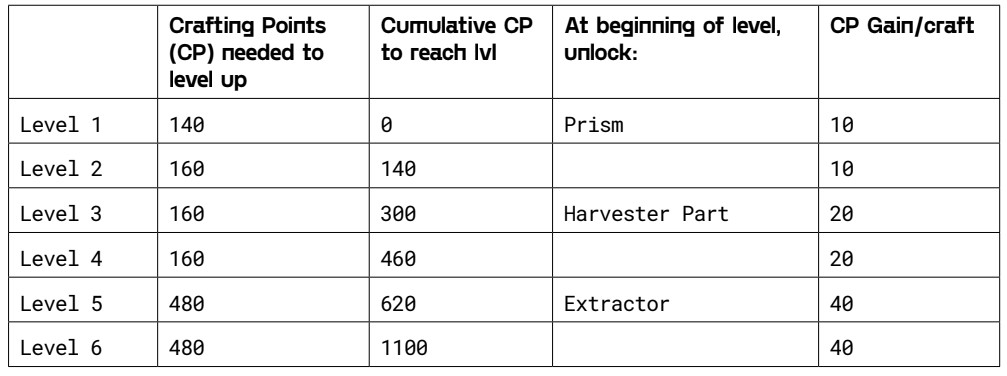 Crafting Points (CP) needed to level up | Cumulative CP to reach lvl | At beginning of level, unlock: | CP Gain/craft
Level 1 | 140 | 0 | Prism | 10
Level 2 | 160 | 140 | | 10
Level 3 | 160 | 300 | Harvester Part | 20
Level 4 | 160 | 460 | | 20
Level 5 | 480 | 620 | Extractor | 40
Level 6 | 480 | 1100 | | 40